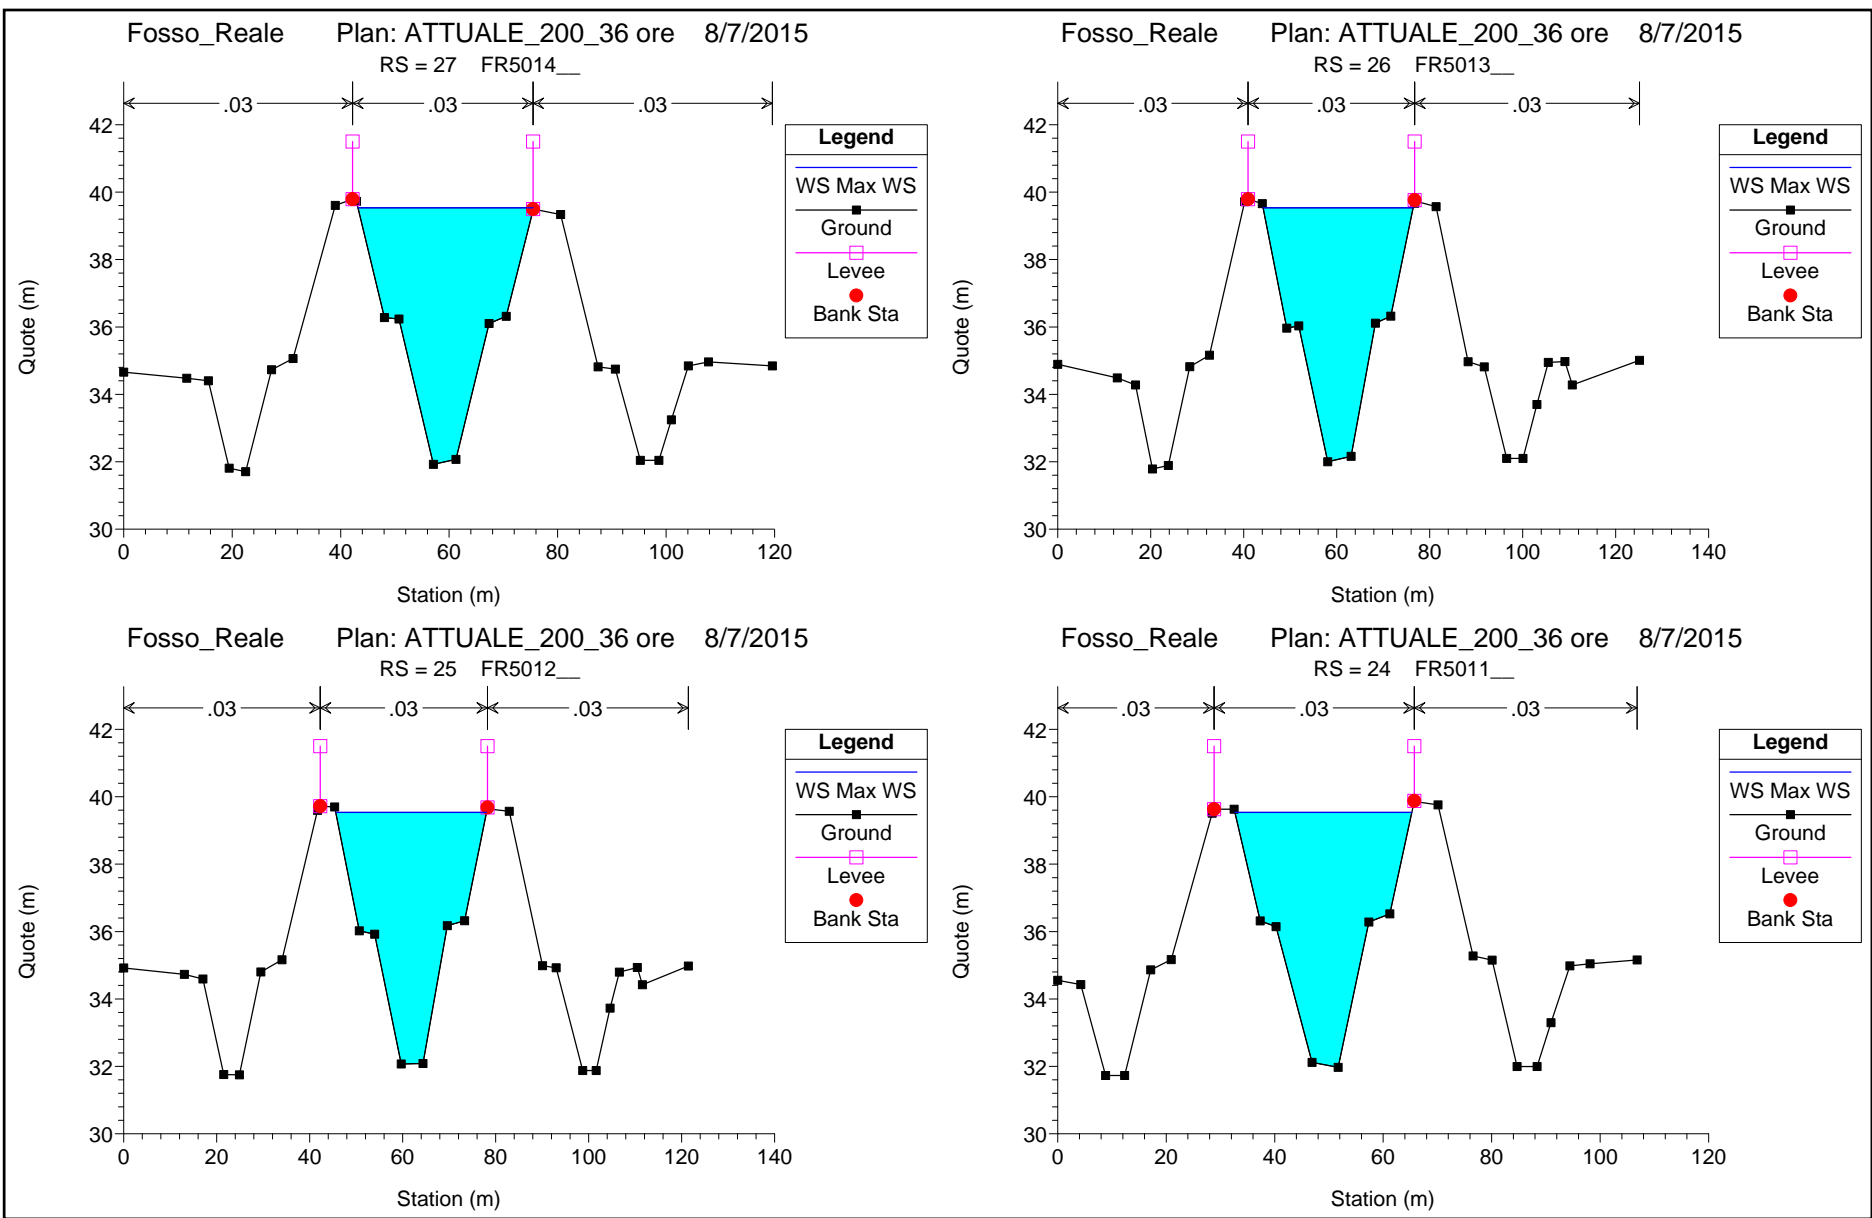 Fosso_Reale Plan: ATTUALE_200_36 ore 8/7/2015
RS = 27 FR5014__
.03 .03 .03
42
40
38
36
34
32
30
Quote (m)
0 20 40 60 80 100 120
Station (m)
Legend
WS Max WS
Ground
Levee
Bank Sta
Fosso_Reale Plan: ATTUALE_200_36 ore 8/7/2015
RS = 26 FR5013__
.03 .03 .03
42
40
38
36
34
32
30
Quote (m)
0 20 40 60 80 100 120 140
Station (m)
Legend
WS Max WS
Ground
Levee
Bank Sta
Fosso_Reale Plan: ATTUALE_200_36 ore 8/7/2015
RS = 25 FR5012__
.03 .03 .03
42
40
38
36
34
32
30
Quote (m)
0 20 40 60 80 100 120 140
Station (m)
Legend
WS Max WS
Ground
Levee
Bank Sta
Fosso_Reale Plan: ATTUALE_200_36 ore 8/7/2015
RS = 24 FR5011__
.03 .03 .03
42
40
38
36
34
32
30
Quote (m)
0 20 40 60 80 100 120
Station (m)
Legend
WS Max WS
Ground
Levee
Bank Sta